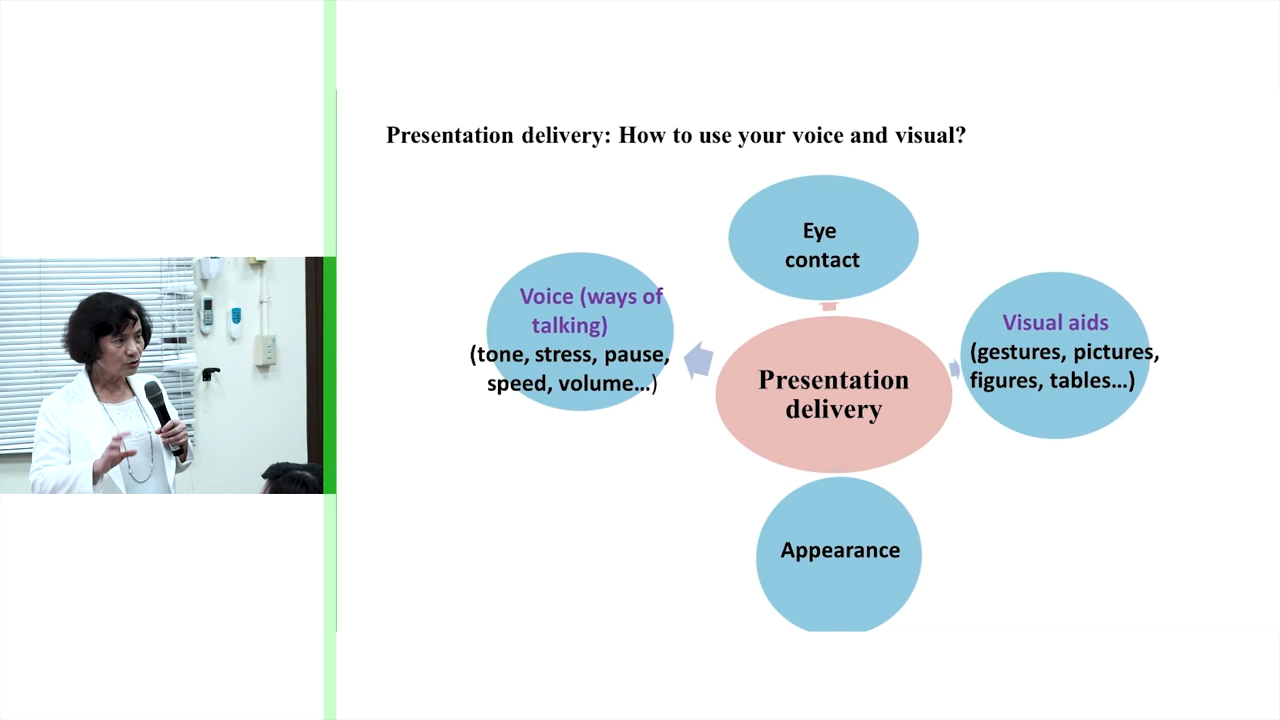 Presentation delivery: How to use your voice and visual?
Eye
contact
Voice (ways of
talking)
(tone, stress, pause,
speed, volume…)
Visual aids
(gestures, pictures,
figures, tables…)
Presentation
delivery
Appearance